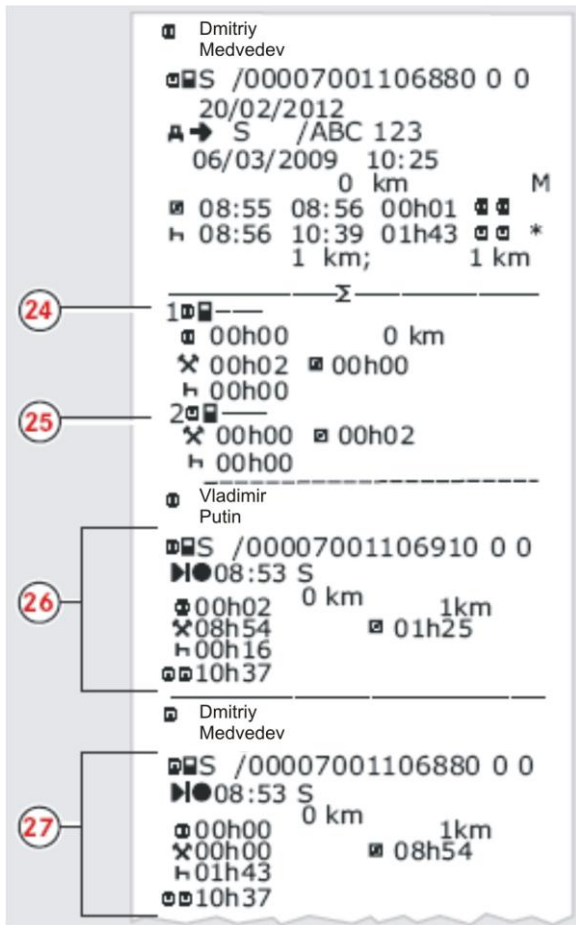 Dmitriy
Medvedev
S /00007001106880 0 0
20/02/2012
S /ABC 123
06/03/2009 10:25
0 km M
08:55 08:56 00h01
08:56 10:39 01h43 *
1 km; 1 km
Σ
24
1 ---
00h00 0 km
00h02 00h00
00h00
25
2 ---
00h00 00h02
00h00
Vladimir
Putin
S /00007001106910 0 0
08:53 S
0 km
26
00h02 1km
08h54 01h25
00h16
10h37
Dmitriy
Medvedev
S /00007001106880 0 0
08:53 S
0 km
27
00h00 1km
00h00 08h54
01h43
10h37